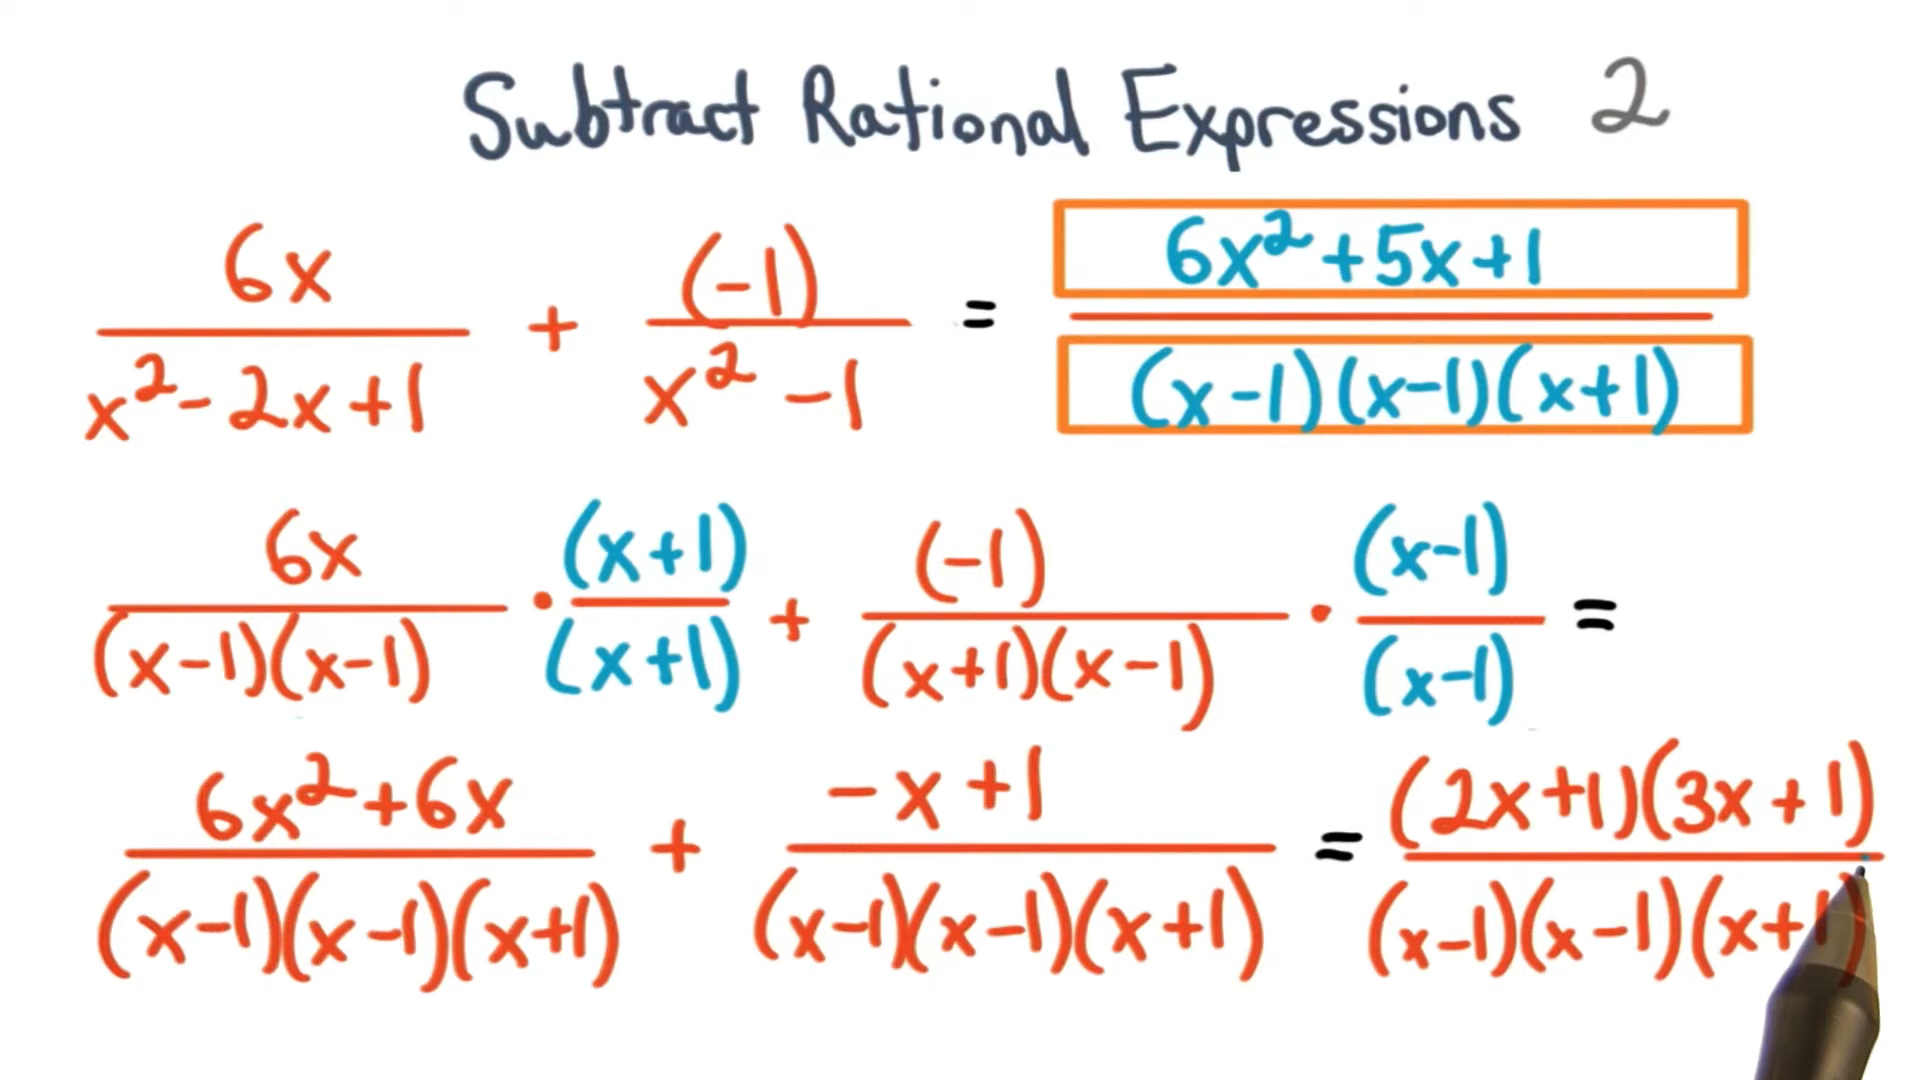 Subtract Rational Expressions 2
6x / x² - 2x + 1 + (-1) / x² - 1 = 6x² + 5x + 1 / (x - 1)(x - 1)(x + 1)
6x / (x - 1)(x - 1) · (x + 1) / (x + 1) + (-1) / (x + 1)(x - 1) · (x - 1) / (x - 1) =
6x² + 6x / (x - 1)(x - 1)(x + 1) + -x + 1 / (x - 1)(x - 1)(x + 1) = (2x + 1)(3x + 1) / (x - 1)(x - 1)(x + 1)